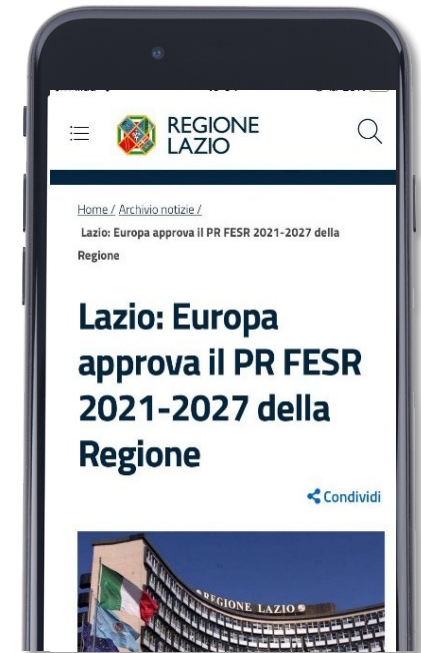 REGIONE
LAZIO
Home / Archivio notizie /
Lazio: Europa approva il PR FESR 2021-2027 della
Regione
Lazio: Europa
approva il PR FESR
2021-2027 della
Regione
Condividi
REGIONE LAZIO